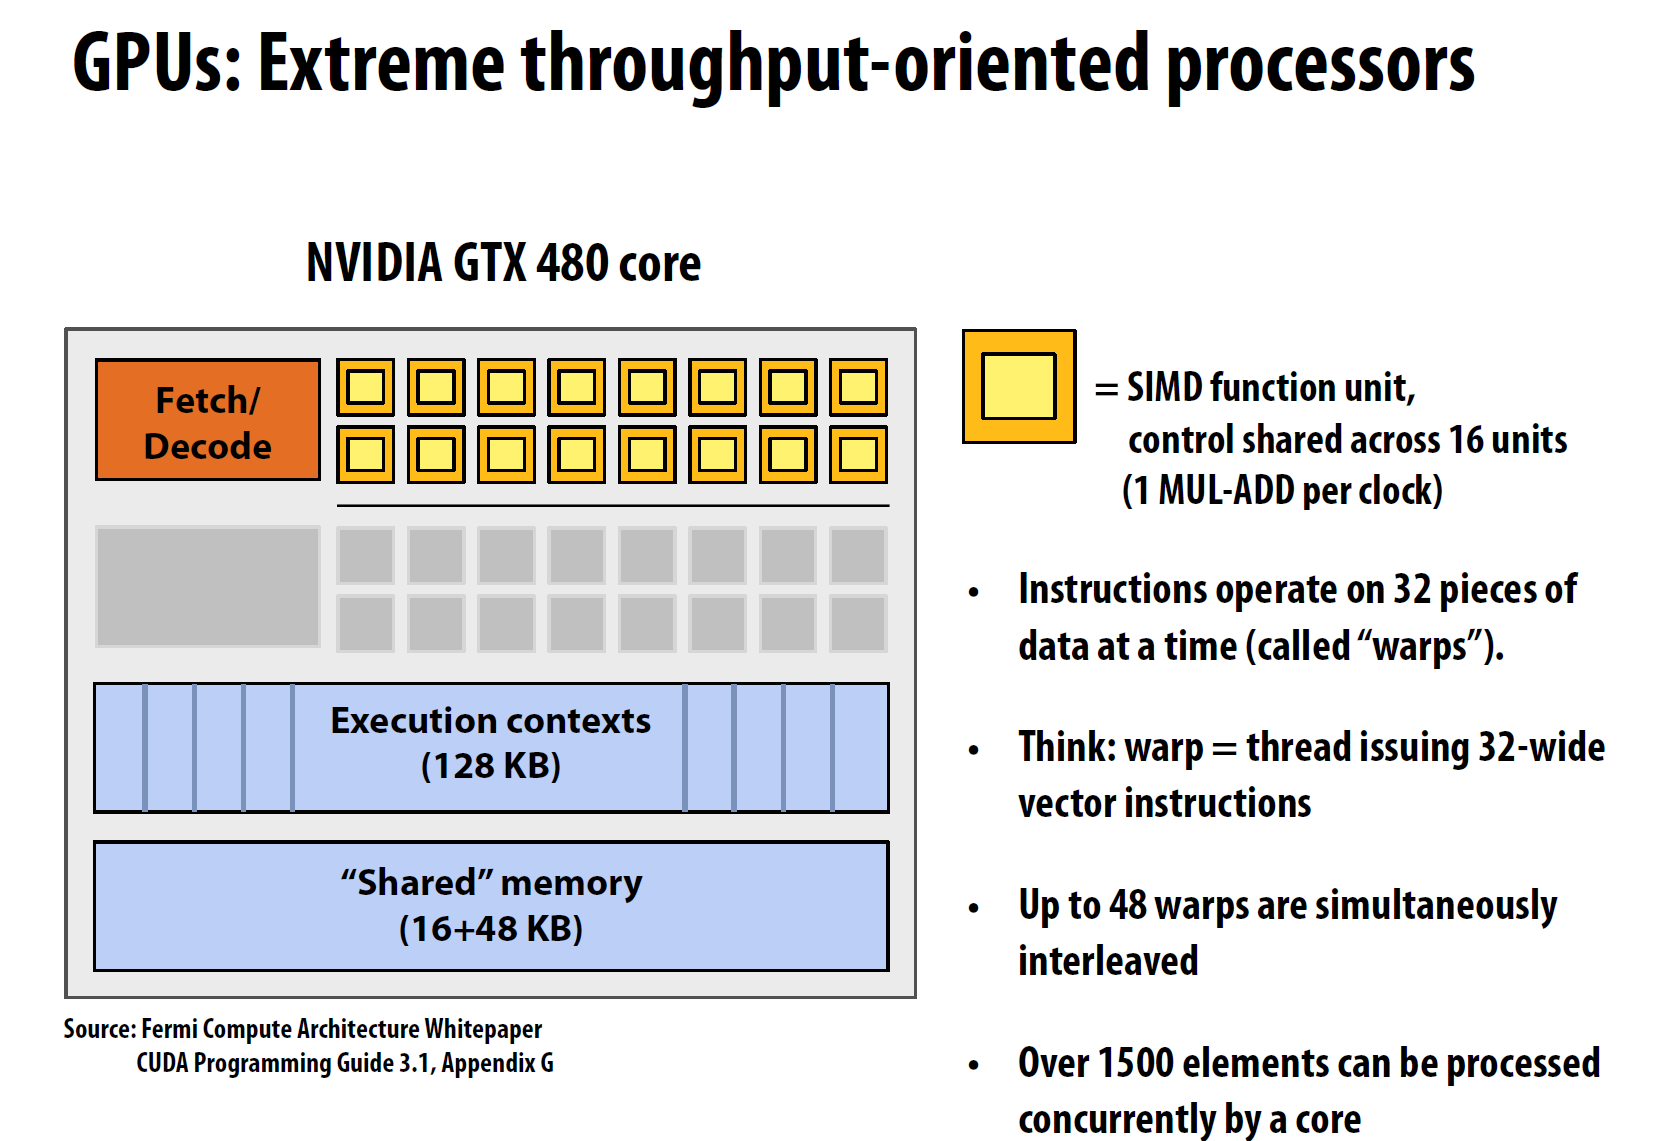 GPUs: Extreme throughput-oriented processors
NVIDIA GTX 480 core
Fetch/
Decode
Execution contexts
(128 KB)
“Shared” memory
(16+48 KB)
Source: Fermi Compute Architecture Whitepaper
CUDA Programming Guide 3.1, Appendix G
= SIMD function unit,
control shared across 16 units
(1 MUL-ADD per clock)
• Instructions operate on 32 pieces of
data at a time (called “warps”).
• Think: warp = thread issuing 32-wide
vector instructions
• Up to 48 warps are simultaneously
interleaved
• Over 1500 elements can be processed
concurrently by a core